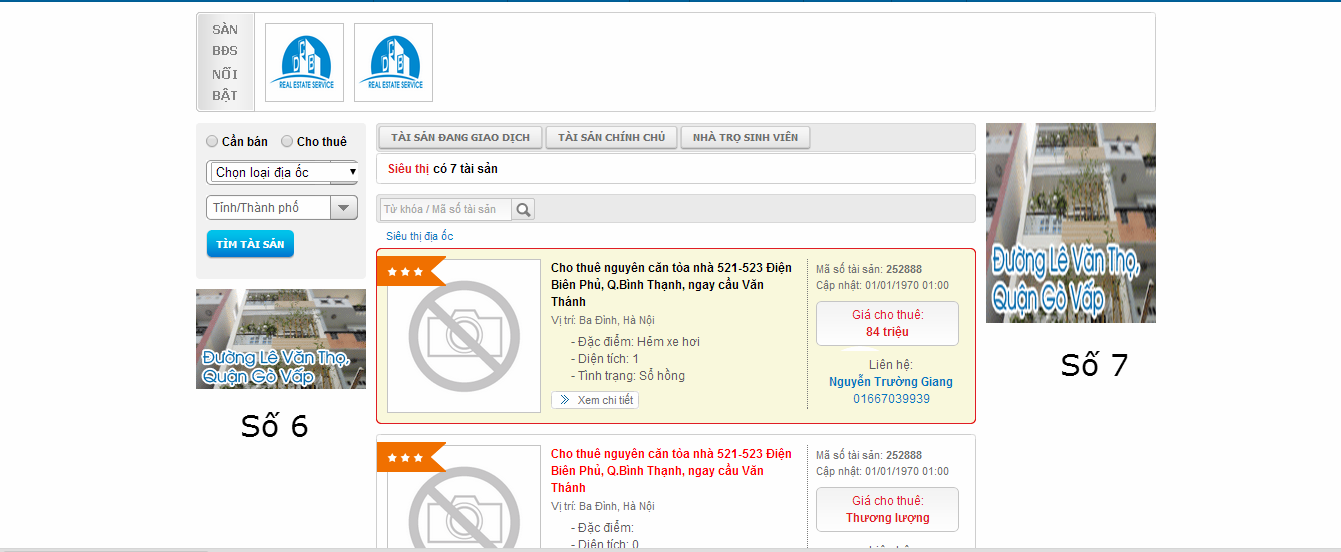 SÀN
BĐS
NỔI
BẬT
DCB
REAL ESTATE SERVICE
DCB
REAL ESTATE SERVICE
Cần bán Cho thuê
Chọn loại địa ốc
Tỉnh/Thành phố
TÌM TÀI SẢN
Đường Lê Văn Thọ,
Quận Gò Vấp
Số 6
TÀI SẢN ĐANG GIAO DỊCH TÀI SẢN CHÍNH CHỦ NHÀ TRỌ SINH VIÊN
Siêu thị có 7 tài sản
Từ khóa / Mã số tài sản
Siêu thị địa ốc
Cho thuê nguyên căn tòa nhà 521-523 Điện
Biên Phủ, Q.Bình Thạnh, ngay cầu Văn
Thánh
Vị trí: Ba Đình, Hà Nội
- Đặc điểm: Hẻm xe hơi
- Diện tích: 1
- Tình trạng: Sổ hồng
Xem chi tiết
Mã số tài sản: 252888
Cập nhật: 01/01/1970 01:00
Giá cho thuê:
84 triệu
Liên hệ:
Nguyễn Trường Giang
01667039939
Cho thuê nguyên căn tòa nhà 521-523 Điện
Biên Phủ, Q.Bình Thạnh, ngay cầu Văn
Thánh
Vị trí: Ba Đình, Hà Nội
- Đặc điểm:
- Diện tích: 0
Mã số tài sản: 252888
Cập nhật: 01/01/1970 01:00
Giá cho thuê:
Thương lượng
Đường Lê Văn Thọ,
Quận Gò Vấp
Số 7